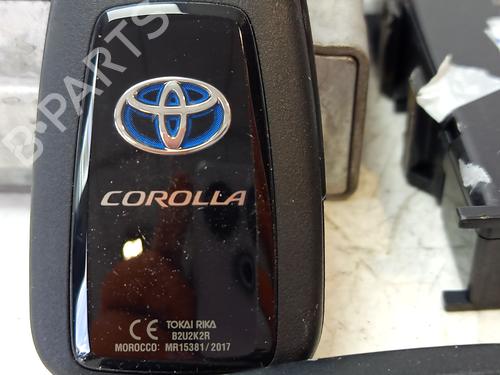 B-PARTS
COROLLA
CE TOKAI RIKA
B2U2K2R
MOROCCO: MR15381/2017